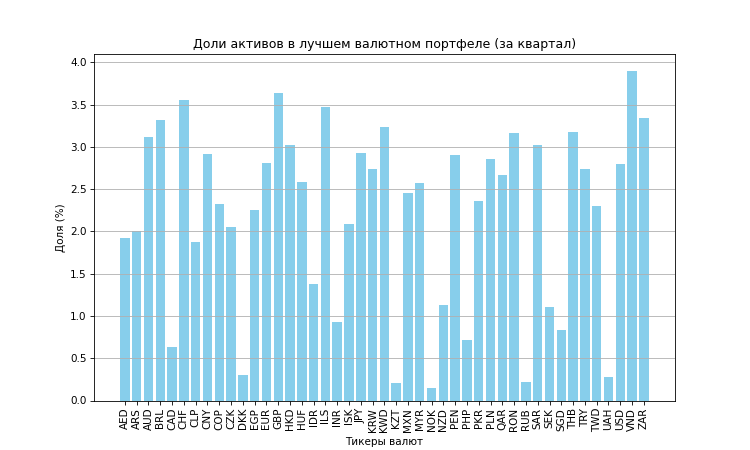 Доли активов в лучшем валютном портфеле (за квартал)
4.0
3.5
3.0
2.5
2.0
1.5
1.0
0.5
0.0
Доля (%)
AED ARS AUD BRL CAD CHF CLP CNY COP CZK DKK EGP EUR GBP HKD HUF IDR ILS INR ISK JPY KRW KWD KZT MXN MYR NOK NZD PEN PHP PKR PLN QAR RON RUB SAR SEK SGD THB TRY TWD UAH USD VND ZAR
Тикеры валют